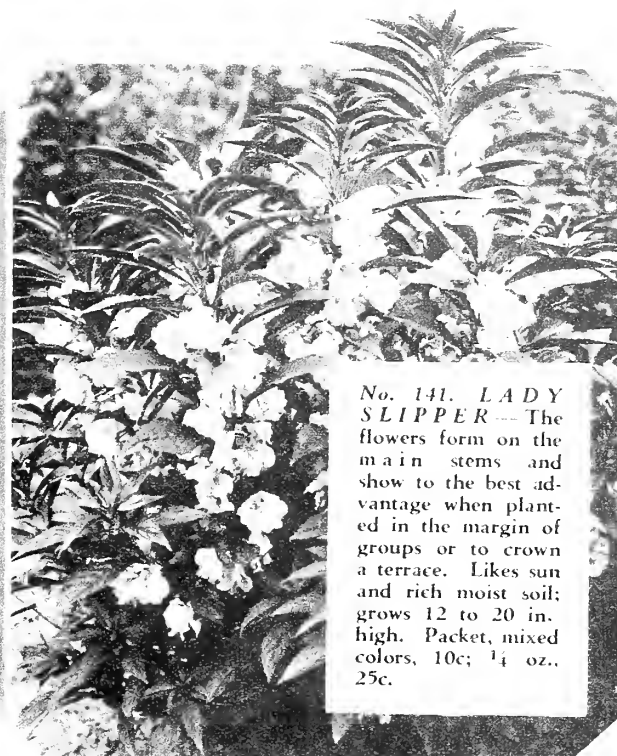 No. 141. LADY
SLIPPER — The
flowers form on the
main stems and
show to the best ad-
vantage when plant-
ed in the margin of
groups or to crown
a terrace. Likes sun
and rich moist soil;
grows 12 to 20 in.
high. Packet, mixed
colors, 10c; ¼ oz.,
25c.